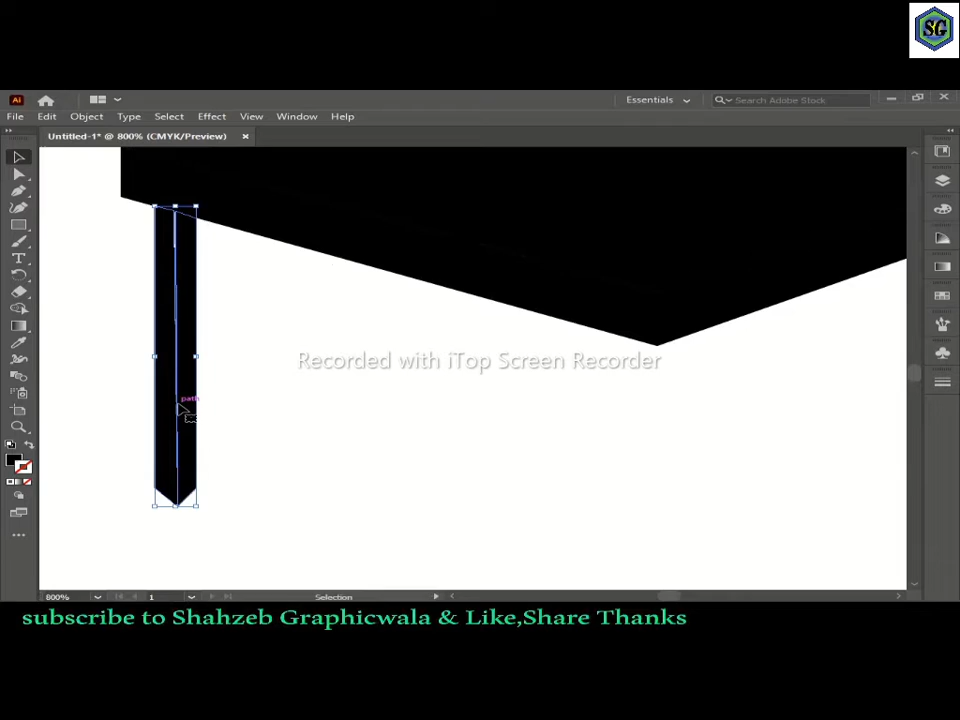 SG
Ai
Essentials
Search Adobe Stock
File Edit Object Type Select Effect View Window Help
Untitled-1* @ 800% (CMYK/Preview)
Recorded with iTop Screen Recorder
path
800%
1
Selection
subscribe to Shahzeb Graphicwala & Like,Share Thanks